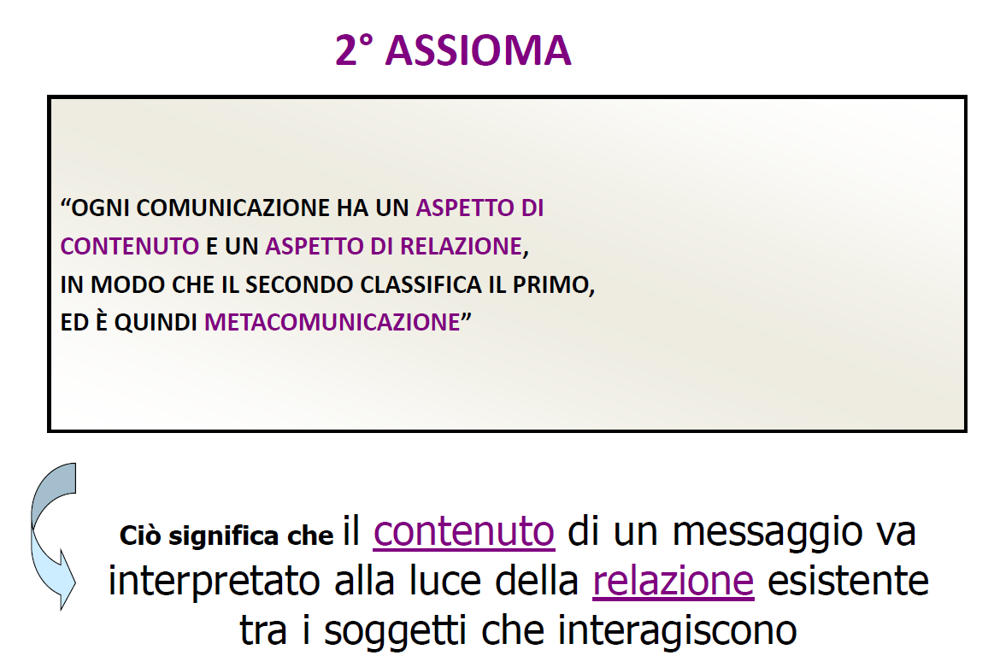 2° ASSIOMA
“OGNI COMUNICAZIONE HA UN ASPETTO DI
CONTENUTO E UN ASPETTO DI RELAZIONE,
IN MODO CHE IL SECONDO CLASSIFICA IL PRIMO,
ED È QUINDI METACOMUNICAZIONE”
Ciò significa che il contenuto di un messaggio va
interpretato alla luce della relazione esistente
tra i soggetti che interagiscono